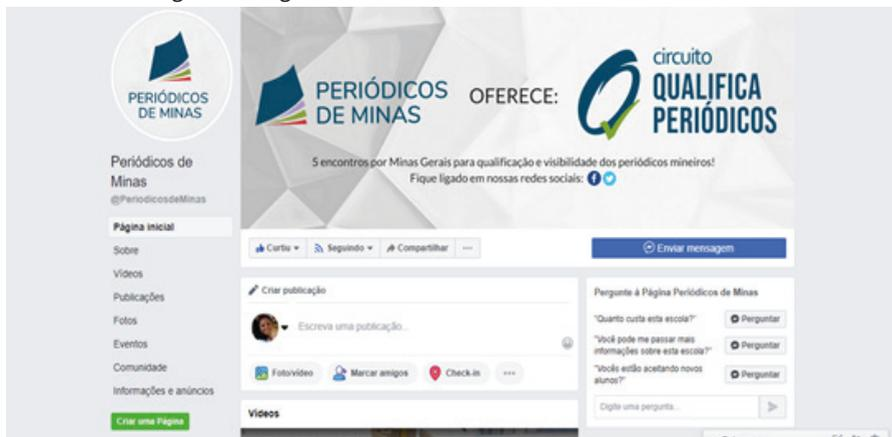 PERIÓDICOS
DE MINAS
Periódicos de
Minas
@PeriodicosdeMinas
Página inicial
Sobre
Vídeos
Publicações
Fotos
Eventos
Comunidade
Informações e anúncios
Criar uma Página
PERIÓDICOS
DE MINAS
OFERECE:
circuito
QUALIFICA
PERIÓDICOS
5 encontros por Minas Gerais para qualificação e visibilidade dos periódicos mineiros!
Fique ligado em nossas redes sociais:
Curtiu
Seguindo
Compartilhar
Enviar mensagem
Criar publicação
Escreva uma publicação...
Foto/vídeo
Marcar amigos
Check-in
Vídeos
Pergunte à Página Periódicos de Minas
"Quanto custa esta escola?"
Perguntar
"Você pode me passar mais
informações sobre esta escola?"
Perguntar
"Vocês estão aceitando novos
alunos?"
Perguntar
Digite uma pergunta...